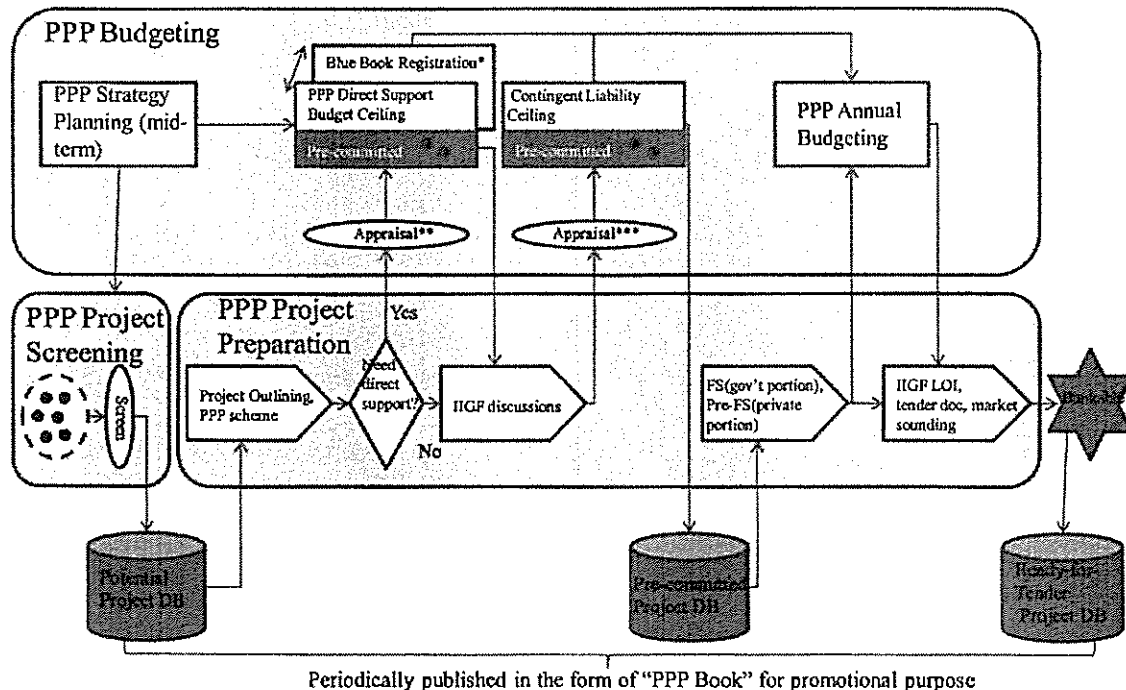 PPP Budgeting
Blue Book Registration*
PPP Strategy
Planning (mid-
term)
PPP Direct Support
Budget Ceiling
Pre-committed
Contingent Liability
Ceiling
Pre-committed
PPP Annual
Budgeting
Appraisal**
Appraisal***
PPP Project
Screening
Screen
PPP Project
Preparation
Yes
Need
direct
support?
No
Project Outlining,
PPP scheme
IIGF discussions
FS(gov't portion),
Pre-FS(private
portion)
IIGF LOI,
tender doc, market
sounding
Potential
Project DB
Pre-committed
Project DB
Ready-for-
Tender
Project DB
Periodically published in the form of “PPP Book” for promotional purpose